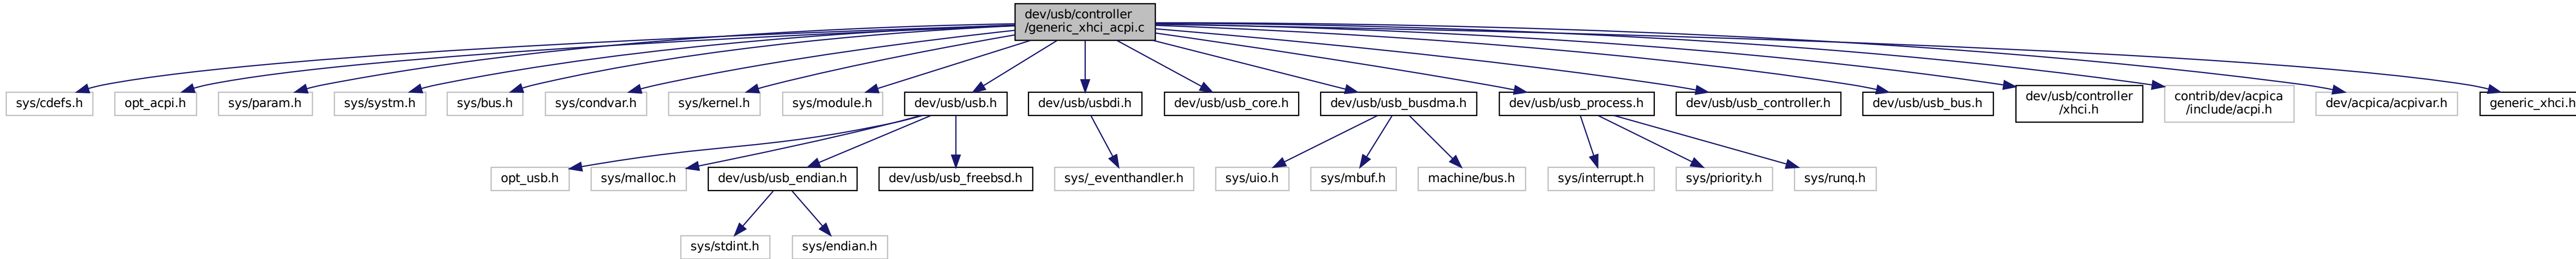 dev/usb/controller
/generic_xhci_acpi.c
sys/cdefs.h
opt_acpi.h
sys/param.h
sys/systm.h
sys/bus.h
sys/condvar.h
sys/kernel.h
sys/module.h
dev/usb/usb.h
dev/usb/usbdi.h
dev/usb/usb_core.h
dev/usb/usb_busdma.h
dev/usb/usb_process.h
dev/usb/usb_controller.h
dev/usb/usb_bus.h
dev/usb/controller
/xhci.h
contrib/dev/acpica
/include/acpi.h
dev/acpica/acpivar.h
generic_xhci.h
opt_usb.h
sys/malloc.h
dev/usb/usb_endian.h
dev/usb/usb_freebsd.h
sys/_eventhandler.h
sys/uio.h
sys/mbuf.h
machine/bus.h
sys/interrupt.h
sys/priority.h
sys/runq.h
sys/stdint.h
sys/endian.h